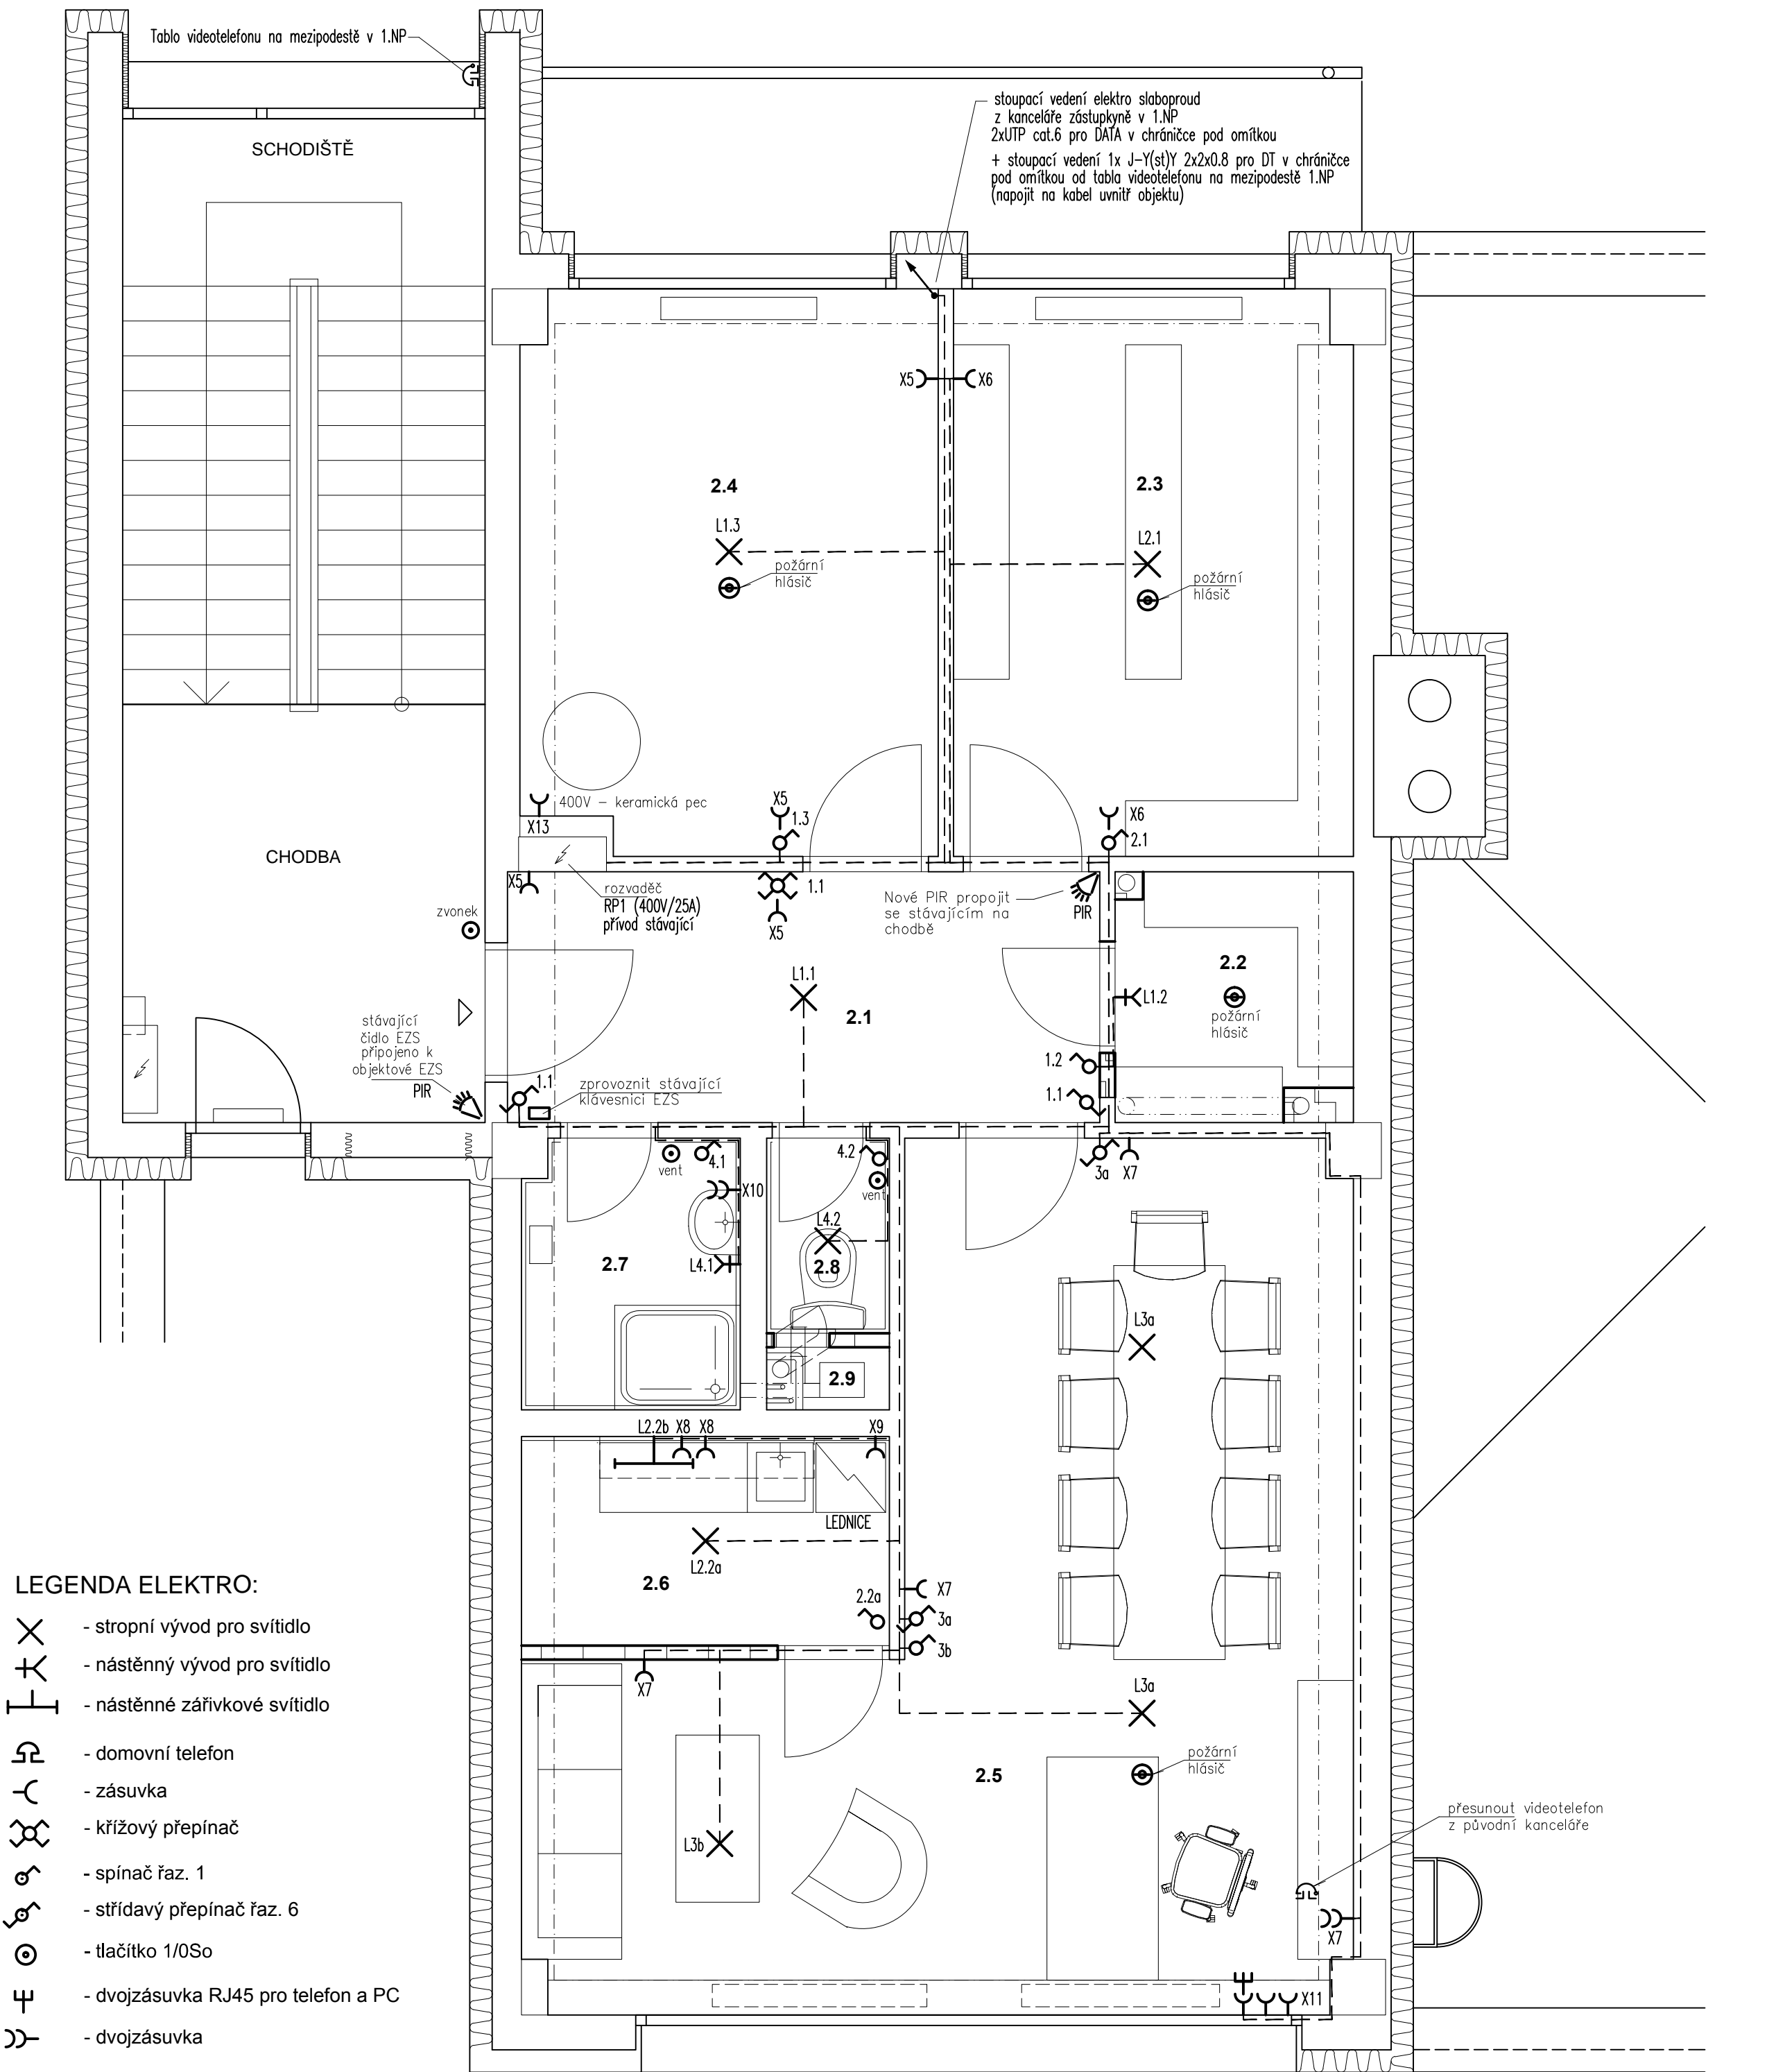 Tablo videotelefonu na mezipodestě v 1.NP
SCHODIŠTĚ
stoupací vedení elektro slaboproud
z kanceláře zástupkyně v 1.NP
2xUTP cat.6 pro DATA v chráničce pod omítkou
+ stoupací vedení 1x J-Y(st)Y 2x2x0.8 pro DT v chráničce
pod omítkou od tabla videotelefonu na mezipodestě 1.NP
(napojit na kabel uvnitř objektu)
X5
X6
2.4
2.3
L1.3
L2.1
požární
hlásič
požární
hlásič
400V - keramická pec
X13
X5
1.3
X6
2.1
CHODBA
X5
rozvaděč
RP1 (400V/25A)
přívod stávající
1.1
X5
Nové PIR propojit
se stávajícím na
chodbě
PIR
zvonek
2.2
L1.1
L1.2
2.1
požární
hlásič
stávající
čidlo EZS
připojeno k
objektové EZS
PIR
1.2
1.1
1.1
zprovoznit stávající
klávesnici EZS
vent
4.1
4.2
vent
3a
X7
X10
L4.2
2.7
L4.1
2.8
L3a
2.9
L2.2b
X8
X8
X9
LEDNICE
L2.2a
2.6
2.2a
X7
3a
3b
X7
L3a
požární
hlásič
2.5
L3b
přesunout videotelefon
z původní kanceláře
X7
X11
LEGENDA ELEKTRO:
- stropní vývod pro svítidlo
- nástěnný vývod pro svítidlo
- nástěnné zářivkové svítidlo
- domovní telefon
- zásuvka
- křížový přepínač
- spínač řaz. 1
- střídavý přepínač řaz. 6
- tlačítko 1/0So
- dvojzásuvka RJ45 pro telefon a PC
- dvojzásuvka